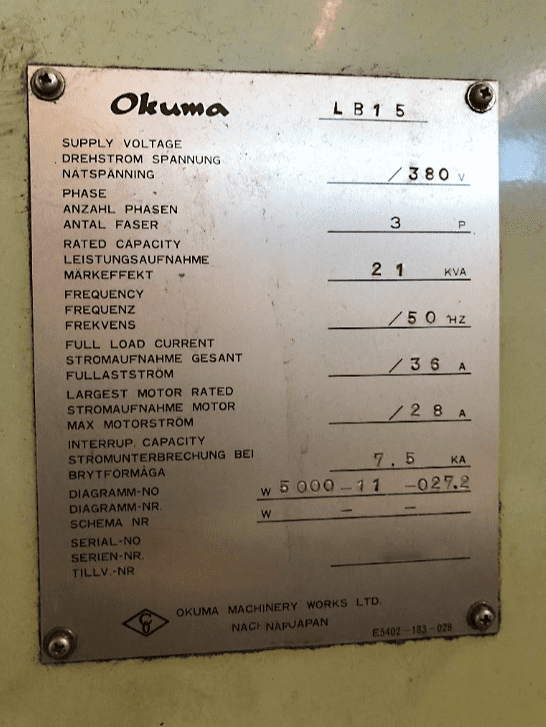 Okuma LB15
SUPPLY VOLTAGE
DREHSTROM SPANNUNG
NATSPÄNNING /380 V
PHASE
ANZAHL PHASEN
ANTAL FASER 3 P
RATED CAPACITY
LEISTUNGSAUFNAHME
MÄRKEFFEKT 21 KVA
FREQUENCY
FREQUENZ
FREKVENS /50 HZ
FULL LOAD CURRENT
STROMAUFNAHME GESANT
FULLASTSTRÖM /36 A
LARGEST MOTOR RATED
STROMAUFNAHME MOTOR
MAX MOTORSTRÖM /28 A
INTERRUP. CAPACITY
STROMUNTERBRECHUNG BEI
BRYTFÖRMÅGA 7.5 KA
DIAGRAMM-NO W 5000-11-027.2
DIAGRAMM-NR.
SCHEMA NR W - -
SERIAL-NO
SERIEN-NR.
TILLV.-NR
OKUMA MACHINERY WORKS LTD.
JAPAN
E5402-183-028